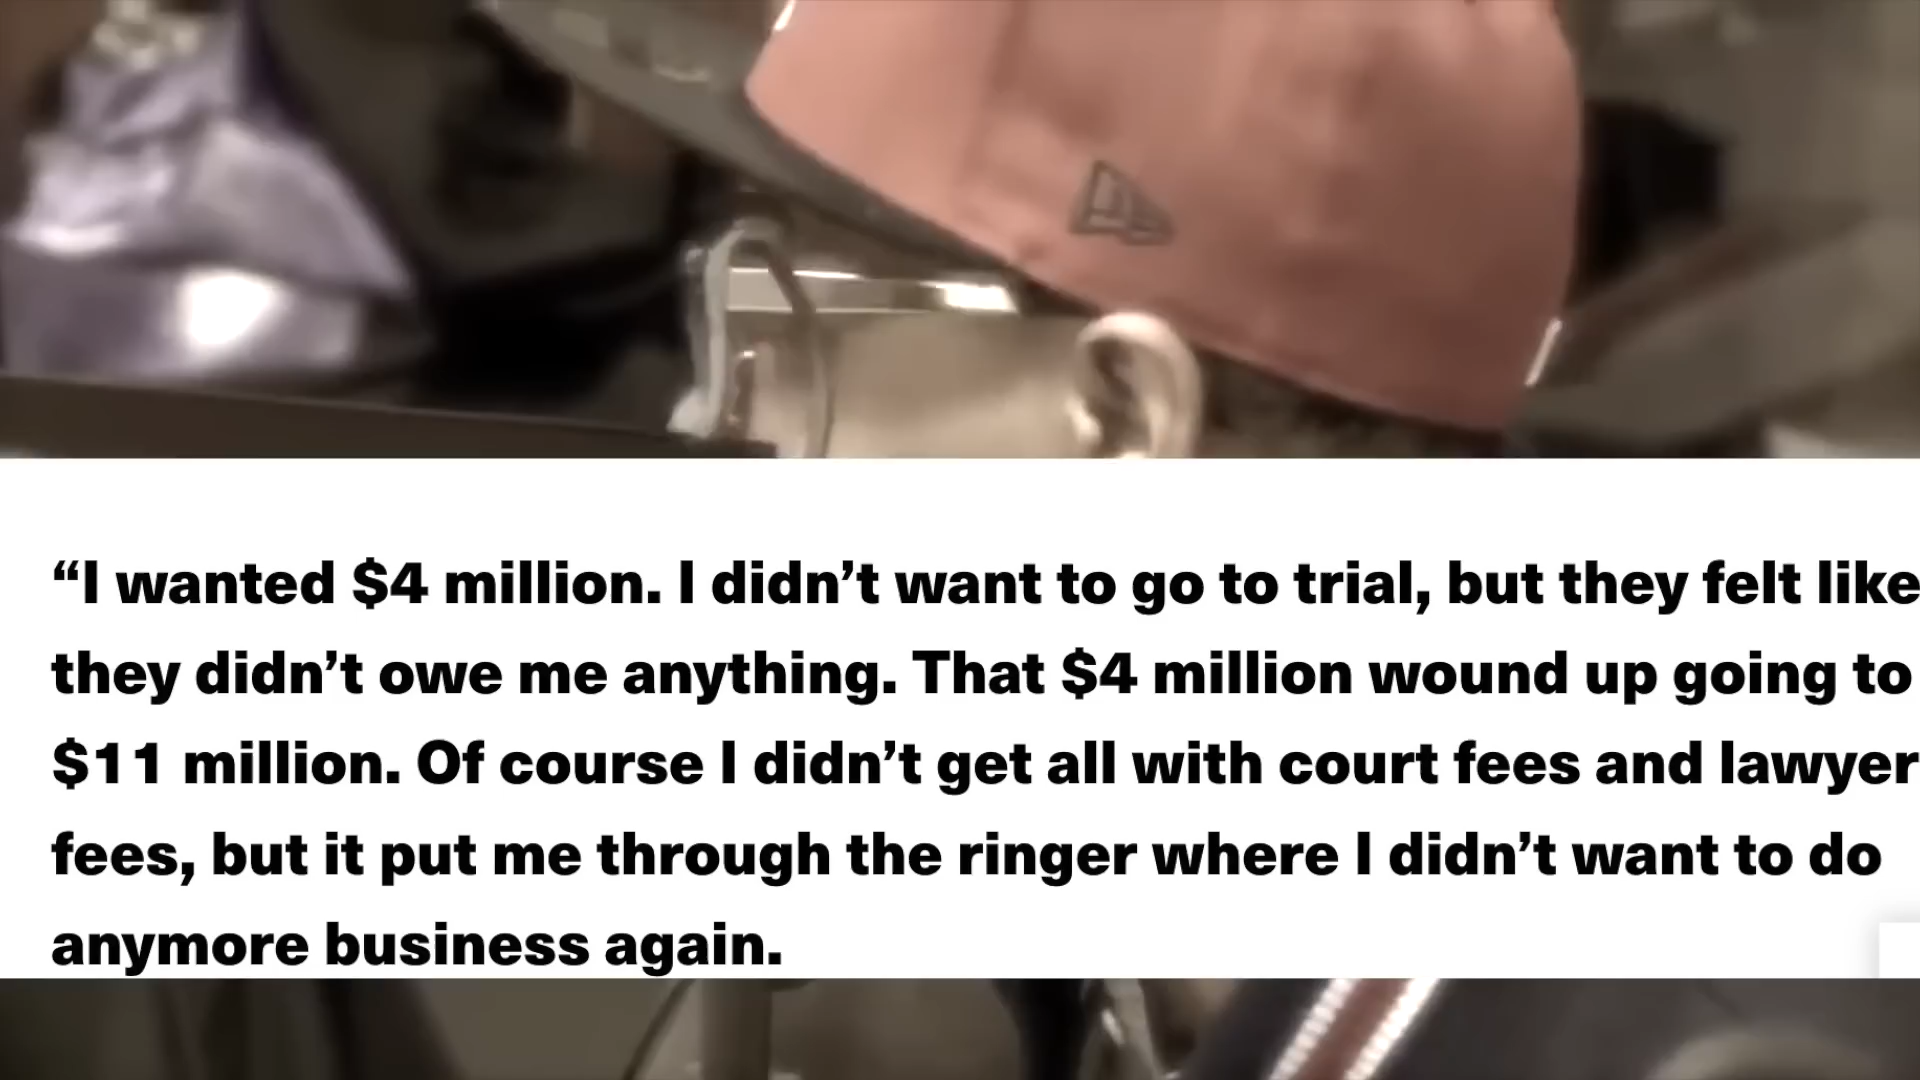 “I wanted $4 million. I didn’t want to go to trial, but they felt like
they didn’t owe me anything. That $4 million wound up going to
$11 million. Of course I didn’t get all with court fees and lawyer
fees, but it put me through the ringer where I didn’t want to do
anymore business again.